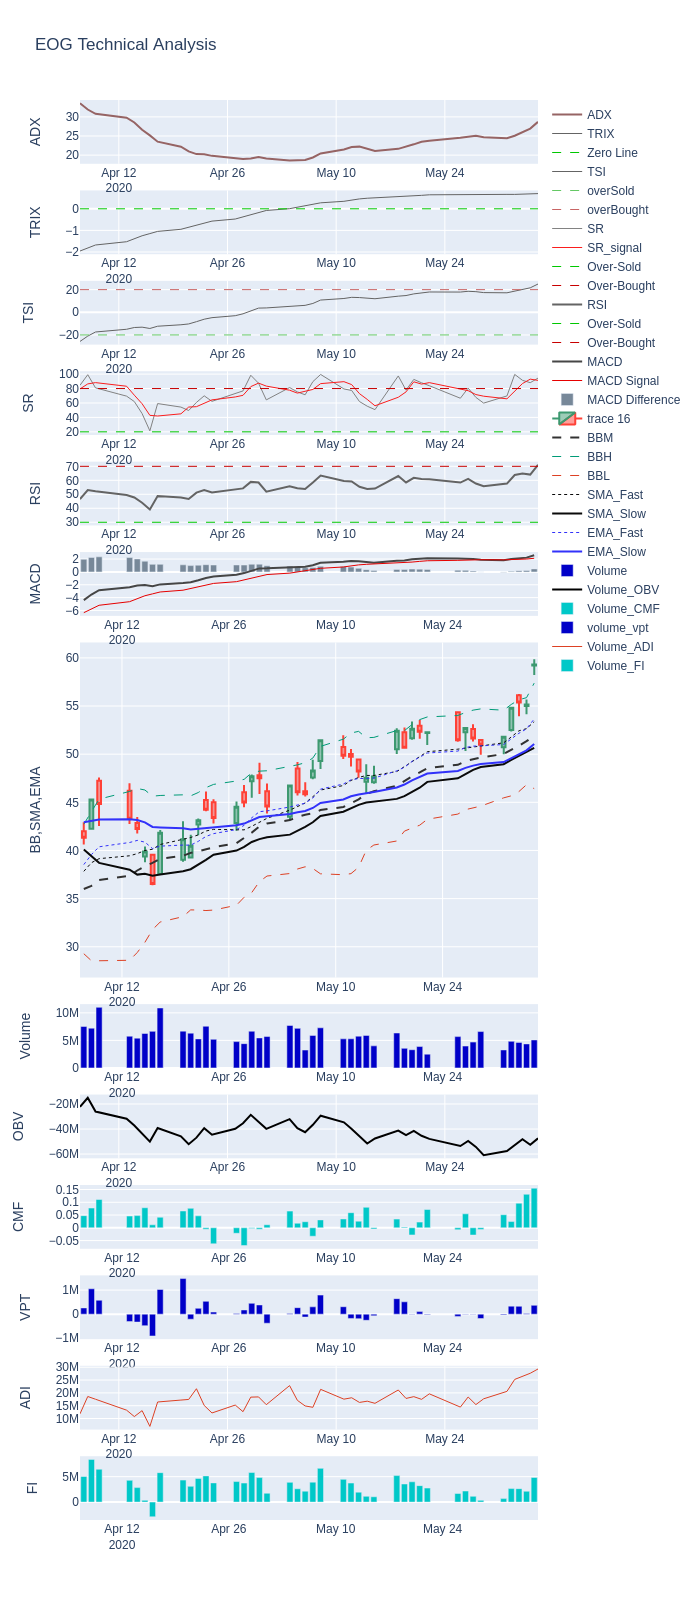 EOG Technical Analysis
ADX
30
25
20
Apr 12
2020
Apr 26
May 10
May 24
TRIX
0
−1
−2
Apr 12
2020
Apr 26
May 10
May 24
TSI
20
0
−20
Apr 12
2020
Apr 26
May 10
May 24
SR
100
80
60
40
20
Apr 12
2020
Apr 26
May 10
May 24
RSI
70
60
50
40
30
Apr 12
2020
Apr 26
May 10
May 24
MACD
2
0
−2
−4
−6
Apr 12
2020
Apr 26
May 10
May 24
BB,SMA,EMA
60
55
50
45
40
35
30
Apr 12
2020
Apr 26
May 10
May 24
Volume
10M
5M
0
Apr 12
2020
Apr 26
May 10
May 24
OBV
−20M
−40M
−60M
Apr 12
2020
Apr 26
May 10
May 24
CMF
0.15
0.1
0.05
0
−0.05
Apr 12
2020
Apr 26
May 10
May 24
VPT
1M
0
−1M
Apr 12
2020
Apr 26
May 10
May 24
ADI
30M
25M
20M
15M
10M
Apr 12
2020
Apr 26
May 10
May 24
FI
5M
0
Apr 12
2020
Apr 26
May 10
May 24
ADX
TRIX
Zero Line
TSI
overSold
overBought
SR
SR_signal
Over-Sold
Over-Bought
RSI
Over-Sold
Over-Bought
MACD
MACD Signal
MACD Difference
trace 16
BBM
BBH
BBL
SMA_Fast
SMA_Slow
EMA_Fast
EMA_Slow
Volume
Volume_OBV
Volume_CMF
volume_vpt
Volume_ADI
Volume_FI